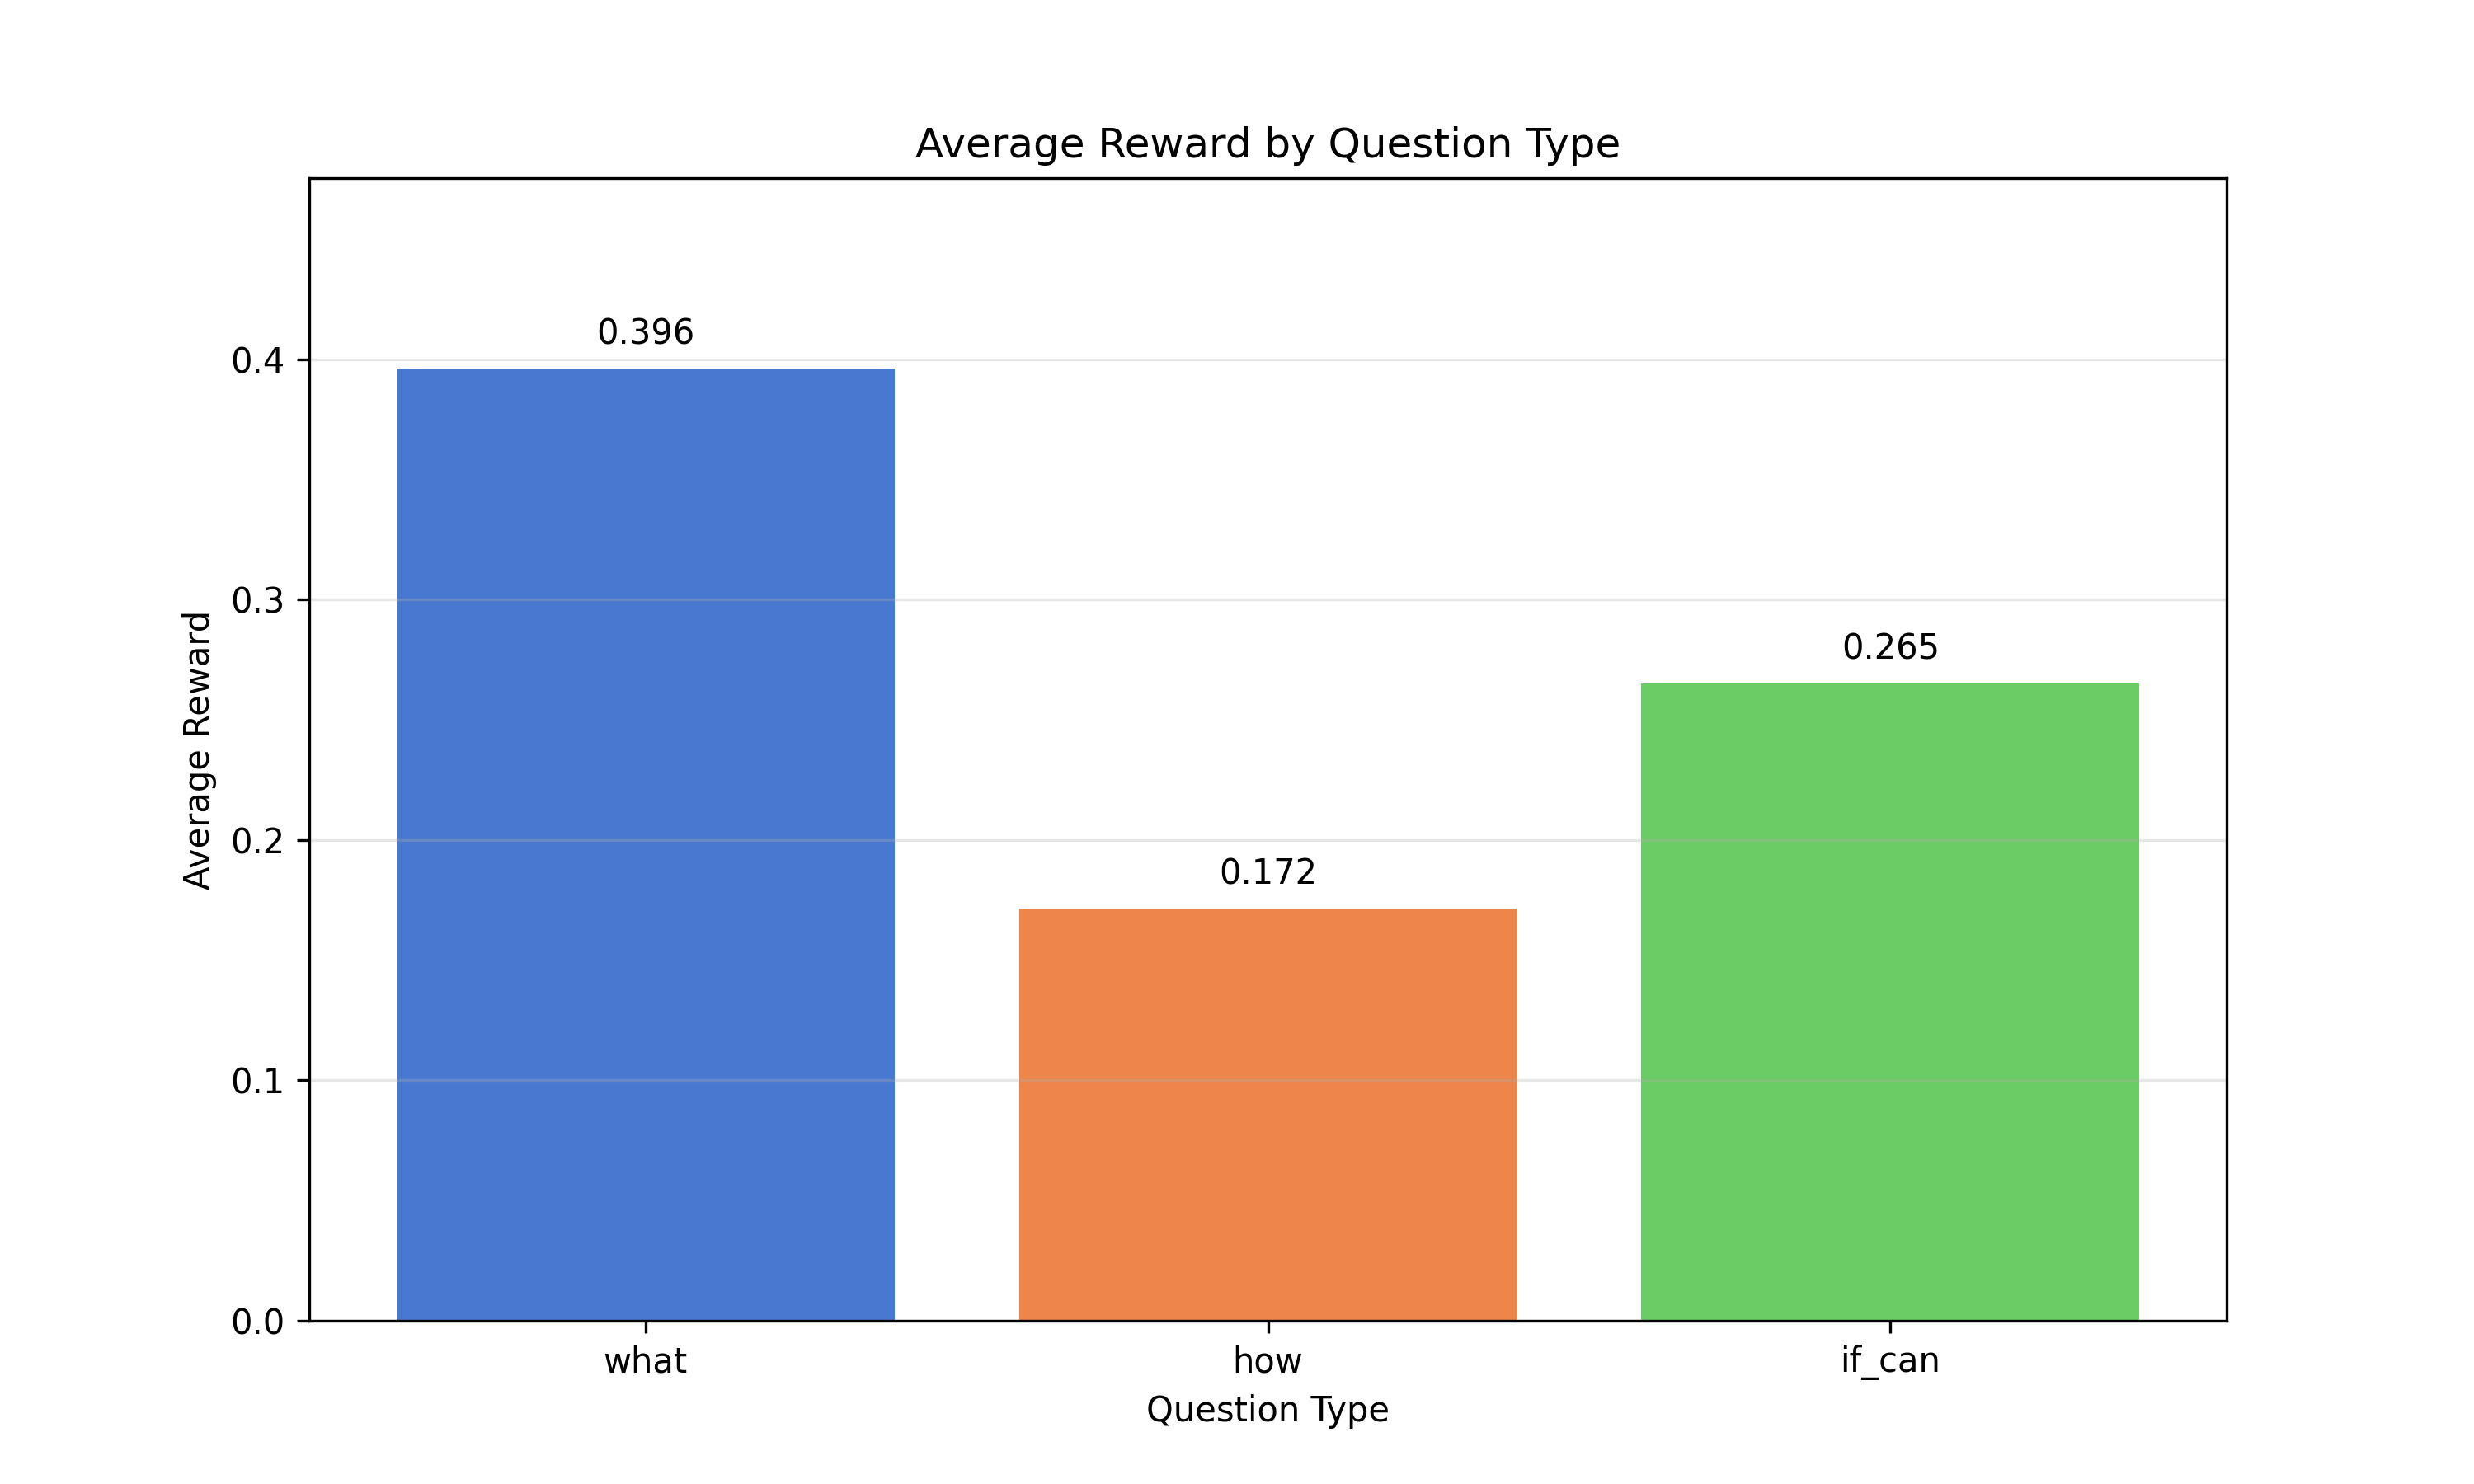 Average Reward by Question Type
0.396
0.172
0.265
0.4
0.3
0.2
0.1
0.0
Average Reward
what
how
if_can
Question Type